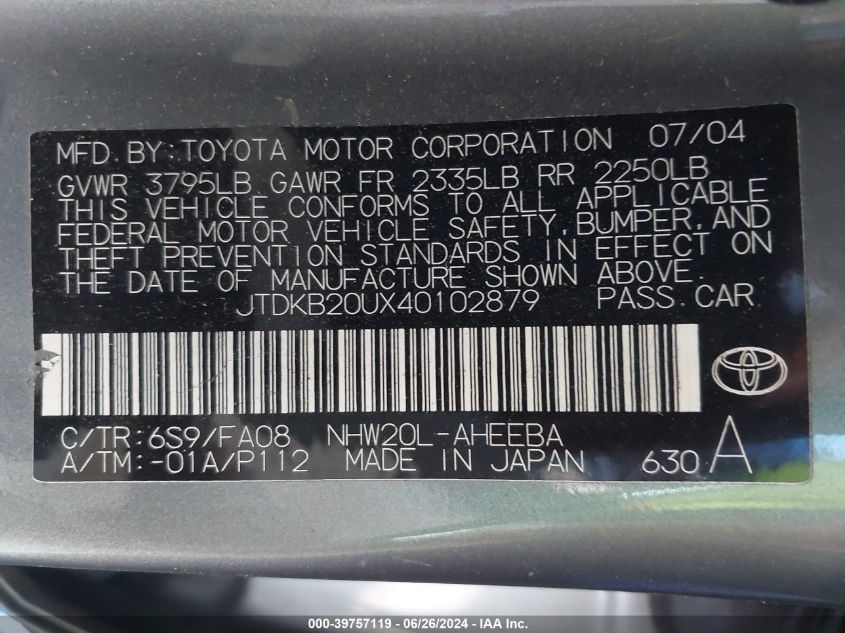 MFD.BY:TOYOTA MOTOR CORPORATION 07/04
GVWR 3795LB GAWR FR 2335LB RR 2250LB
THIS VEHICLE CONFORMS TO ALL APPLICABLE
FEDERAL MOTOR VEHICLE SAFETY,BUMPER,AND
THEFT PREVENTION STANDARDS IN EFFECT ON
THE DATE OF MANUFACTURE SHOWN ABOVE.
JTDKB20UX40102879 PASS.CAR
C/TR:6S9/FA08 NHW20L-AHEEBA
A/TM:-01A/P112 MADE IN JAPAN 630 A
000-39757119 | 06/26/2024 | IAA Inc.